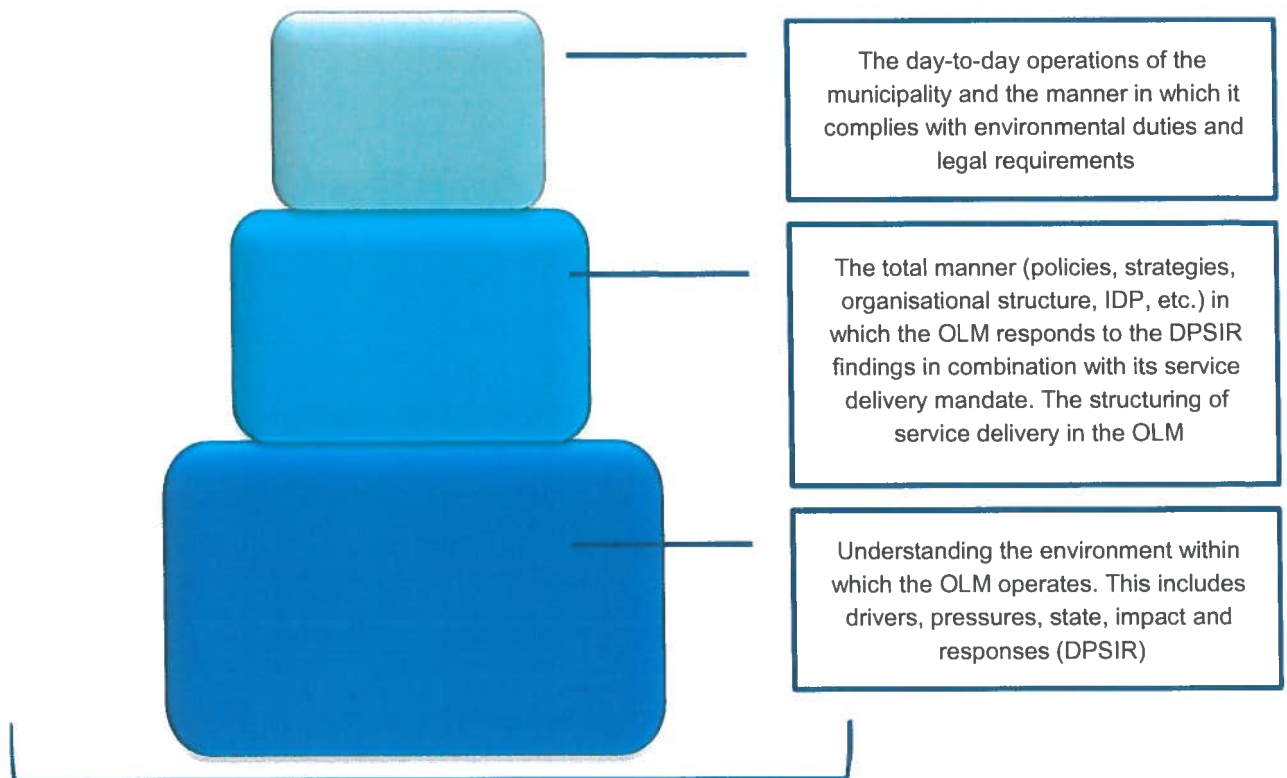 The day-to-day operations of the
municipality and the manner in which it
complies with environmental duties and
legal requirements
The total manner (policies, strategies,
organisational structure, IDP, etc.) in
which the OLM responds to the DPSIR
findings in combination with its service
delivery mandate. The structuring of
service delivery in the OLM
Understanding the environment within
which the OLM operates. This includes
drivers, pressures, state, impact and
responses (DPSIR)